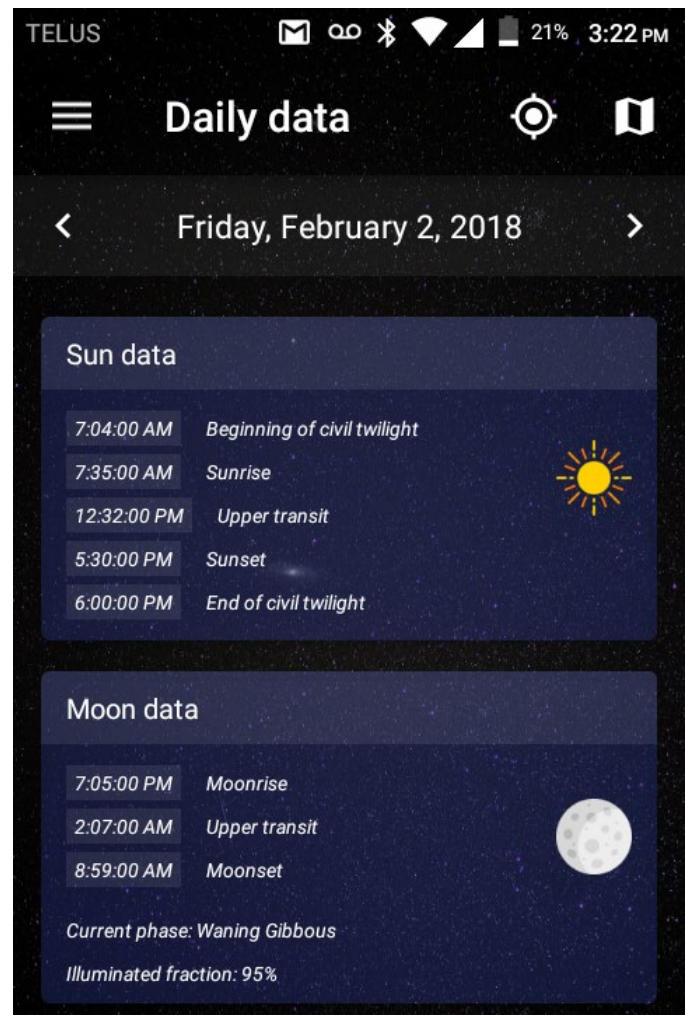 TELUS 21% 3:22 PM
Daily data
Friday, February 2, 2018
Sun data
7:04:00 AM Beginning of civil twilight
7:35:00 AM Sunrise
12:32:00 PM Upper transit
5:30:00 PM Sunset
6:00:00 PM End of civil twilight
Moon data
7:05:00 PM Moonrise
2:07:00 AM Upper transit
8:59:00 AM Moonset
Current phase: Waning Gibbous
Illuminated fraction: 95%